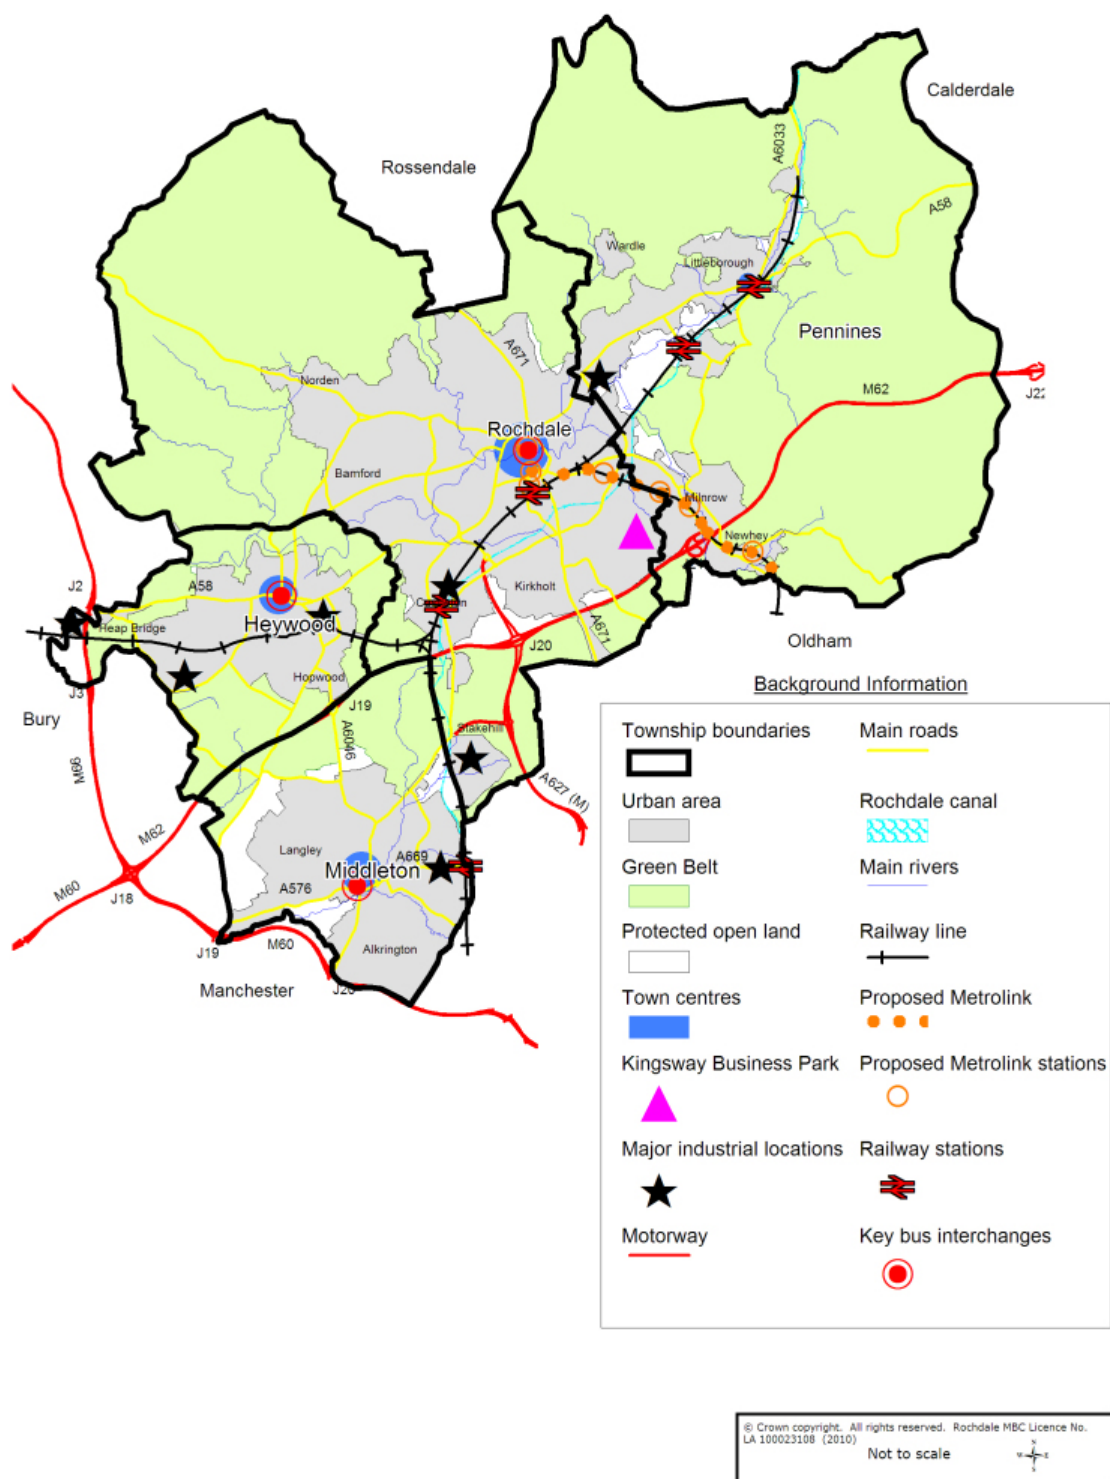 Calderdale
Rossendale
A6033
A58
Wardle
Littleborough
Pennines
A671
M62
J22
Norden
Rochdale
Bamford
Milnrow
Newhey
J2
A58
Kirkholt
Heap Bridge
Heywood
A671
J20
Oldham
Hopwood
J3
J19
Bury
Stakehill
A6046
M66
A627 (M)
M62
Langley
A669
Middleton
A576
M60
J18
J19
M60
Alkrington
J20
Manchester
Background Information
Township boundaries
Main roads
Urban area
Rochdale canal
Green Belt
Main rivers
Protected open land
Railway line
Town centres
Proposed Metrolink
Kingsway Business Park
Proposed Metrolink stations
Major industrial locations
Railway stations
Motorway
Key bus interchanges
© Crown copyright. All rights reserved. Rochdale MBC Licence No.
LA 100023108 (2010)
Not to scale